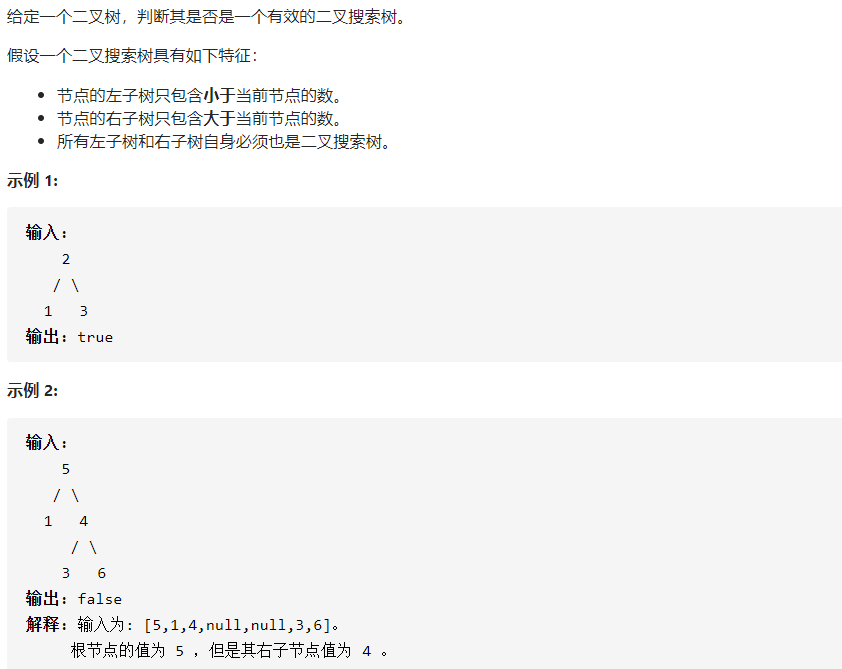 给定一个二叉树，判断其是否是一个有效的二叉搜索树。
假设一个二叉搜索树具有如下特征：
• 节点的左子树只包含小于当前节点的数。
• 节点的右子树只包含大于当前节点的数。
• 所有左子树和右子树自身必须也是二叉搜索树。
示例 1:
输入:
2
/ \
1 3
输出: true
示例 2:
输入:
5
/ \
1 4
/ \
3 6
输出: false
解释: 输入为: [5,1,4,null,null,3,6]。
根节点的值为 5 ，但是其右子节点值为 4 。